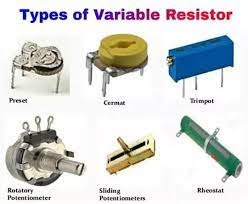 Types of Variable Resistor
Preset
Cermat
Trimpot
Rotatory
Potentiometer
Sliding
Potentiometers
Rheostat